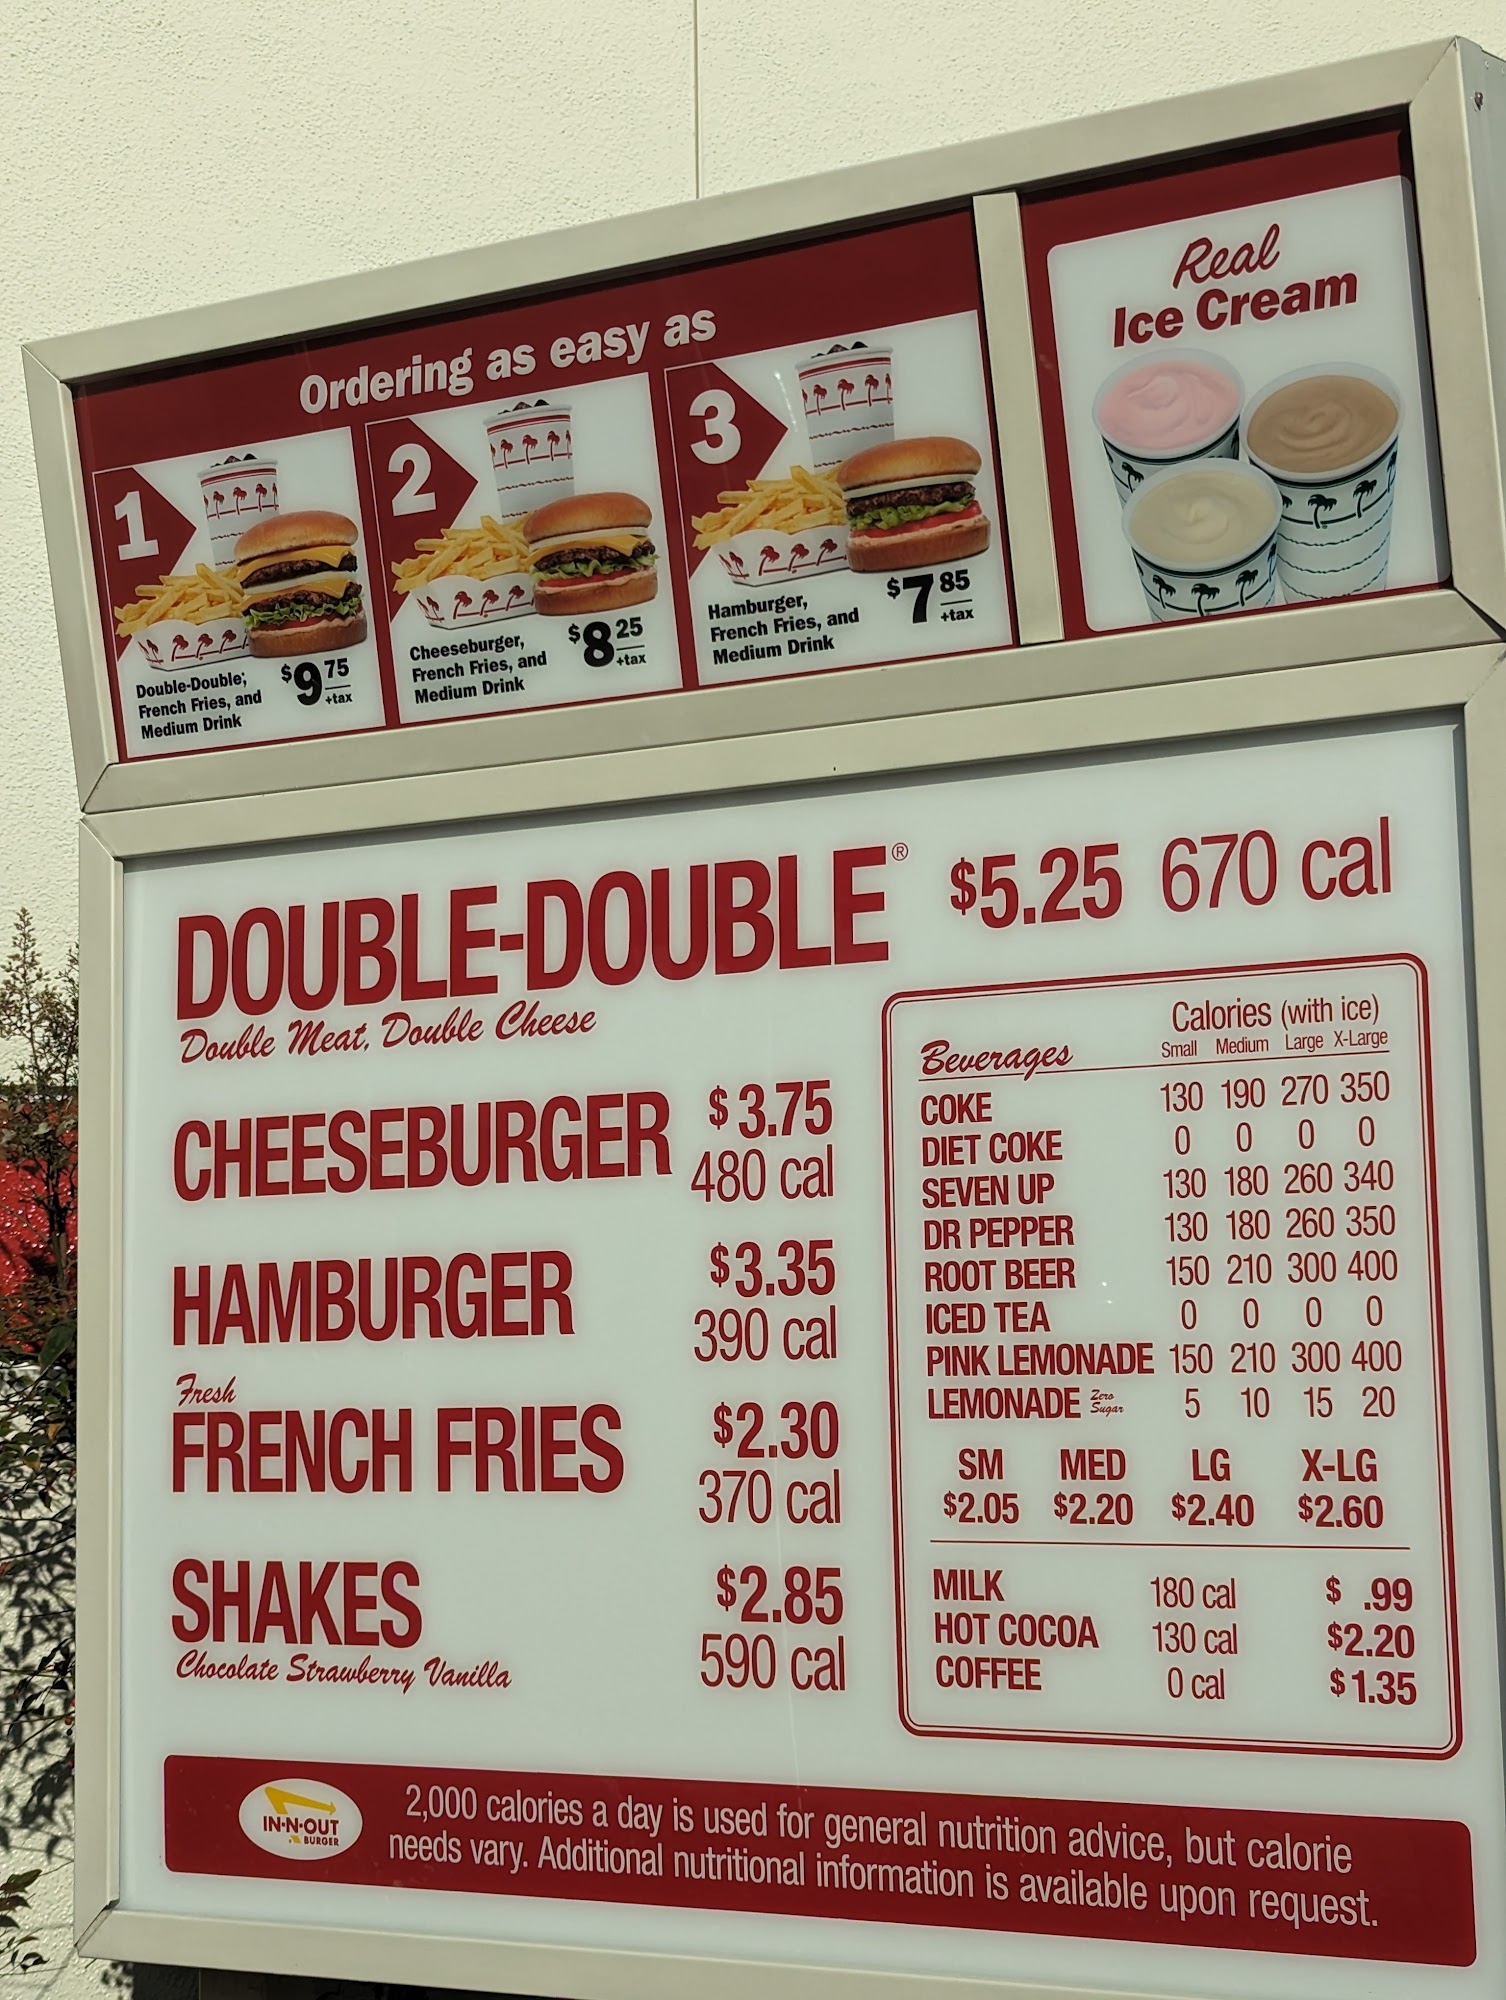 Ordering as easy as
1
Double-Double®,
French Fries, and
Medium Drink
$9 75
+tax
2
Cheeseburger,
French Fries, and
Medium Drink
$8 25
+tax
3
Hamburger,
French Fries, and
Medium Drink
$7 85
+tax
Real
Ice Cream
DOUBLE-DOUBLE® $5.25 670 cal
Double Meat, Double Cheese
CHEESEBURGER $3.75
480 cal
HAMBURGER $3.35
390 cal
Fresh
FRENCH FRIES $2.30
370 cal
SHAKES $2.85
Chocolate Strawberry Vanilla 590 cal
Calories (with ice)
Beverages Small Medium Large X-Large
COKE 130 190 270 350
DIET COKE 0 0 0 0
SEVEN UP 130 180 260 340
DR PEPPER 130 180 260 350
ROOT BEER 150 210 300 400
ICED TEA 0 0 0 0
PINK LEMONADE 150 210 300 400
LEMONADE Zero Sugar 5 10 15 20
SM MED LG X-LG
$2.05 $2.20 $2.40 $2.60
MILK 180 cal $ .99
HOT COCOA 130 cal $2.20
COFFEE 0 cal $1.35
IN-N-OUT
BURGER
2,000 calories a day is used for general nutrition advice, but calorie
needs vary. Additional nutritional information is available upon request.